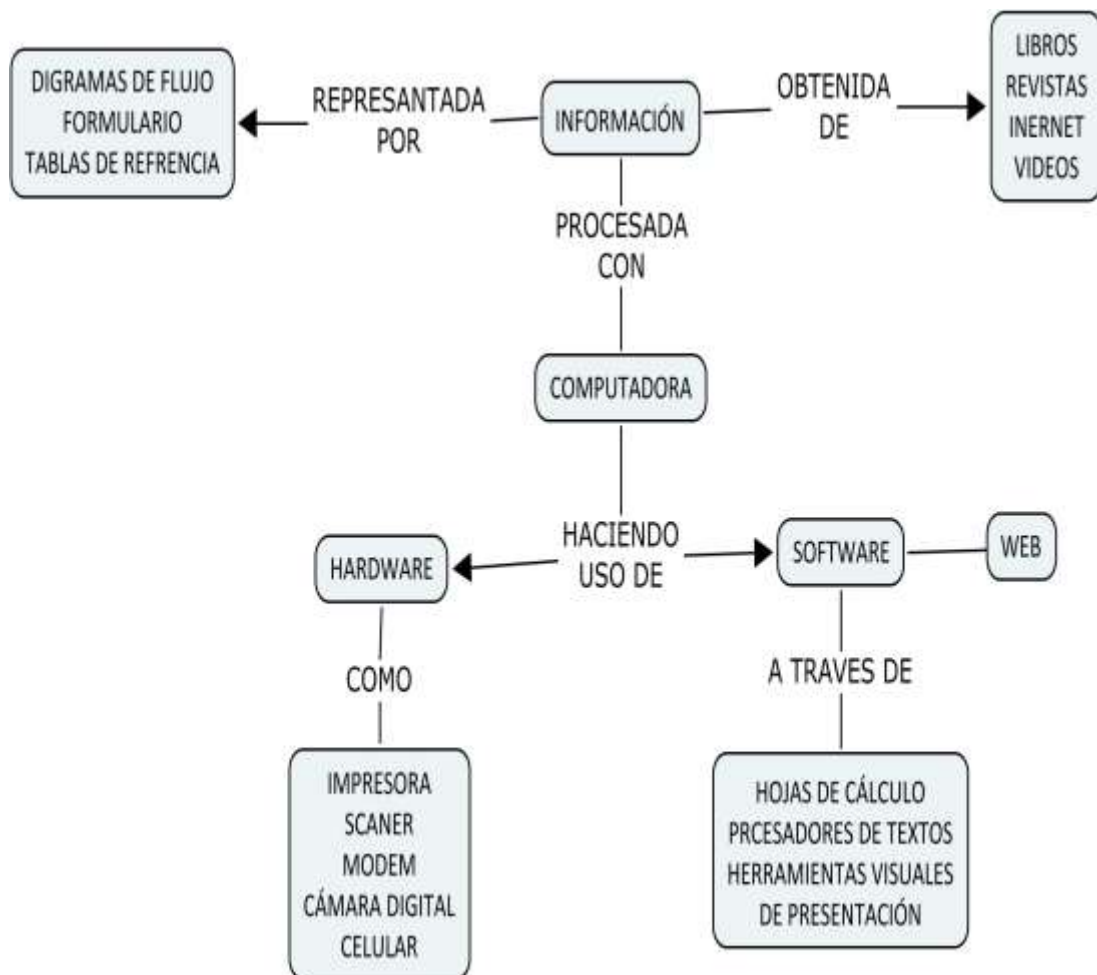 DIGRAMAS DE FLUJO
FORMULARIO
TABLAS DE REFRENCIA
REPRESANTADA
POR
INFORMACIÓN
OBTENIDA
DE
LIBROS
REVISTAS
INERNET
VIDEOS
PROCESADA
CON
COMPUTADORA
HACIENDO
USO DE
HARDWARE
SOFTWARE
WEB
COMO
A TRAVES DE
IMPRESORA
SCANER
MODEM
CÁMARA DIGITAL
CELULAR
HOJAS DE CÁLCULO
PRCESADORES DE TEXTOS
HERRAMIENTAS VISUALES
DE PRESENTACIÓN